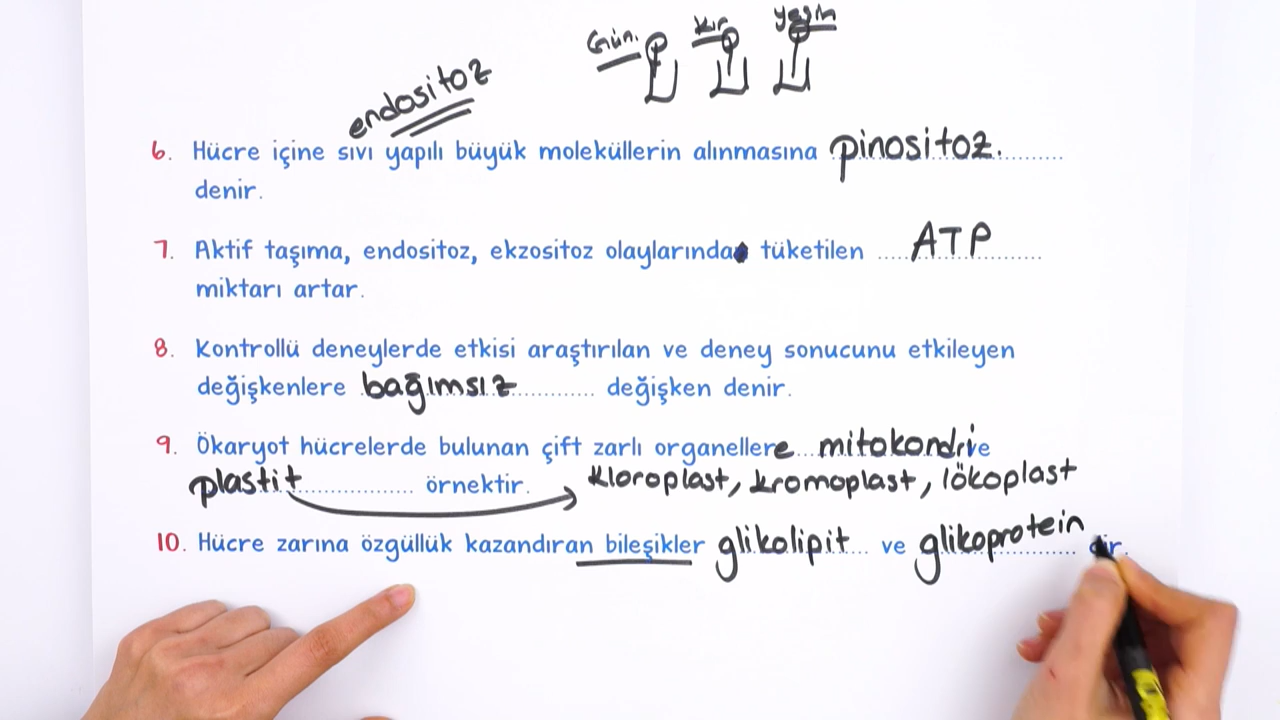 Gün. kır yeşin
endositoz
6. Hücre içine sıvı yapılı büyük moleküllerin alınmasına pinositoz.
denir.
7. Aktif taşıma, endositoz, ekzositoz olaylarında tüketilen ATP
miktarı artar.
8. Kontrollü deneylerde etkisi araştırılan ve deney sonucunu etkileyen
değişkenlere bağımsız değişken denir.
9. Ökaryot hücrelerde bulunan çift zarlı organellere mitokondri ve
plastit örnektir. kloroplast, kromoplast, lökoplast
10. Hücre zarına özgüllük kazandıran bileşikler glikolipit ve glikoprotein dir.